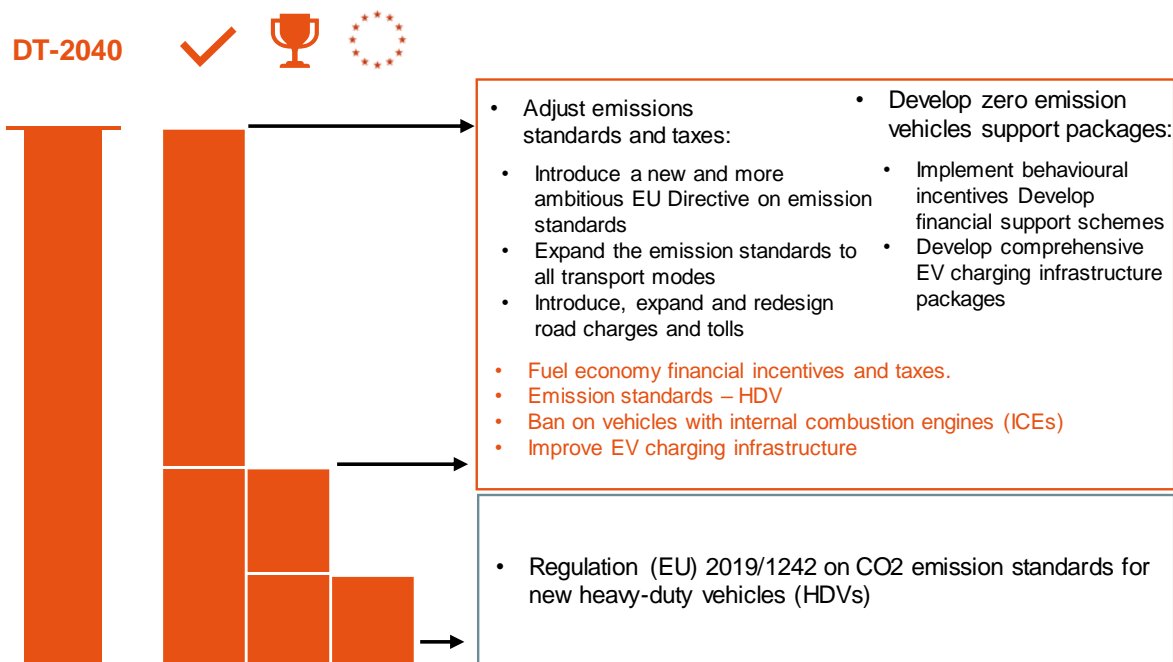 DT-2040
• Adjust emissions
standards and taxes:
• Introduce a new and more
ambitious EU Directive on emission
standards
• Expand the emission standards to
all transport modes
• Introduce, expand and redesign
road charges and tolls
• Develop zero emission
vehicles support packages:
• Implement behavioural
incentives Develop
financial support schemes
• Develop comprehensive
EV charging infrastructure
packages
• Fuel economy financial incentives and taxes.
• Emission standards – HDV
• Ban on vehicles with internal combustion engines (ICEs)
• Improve EV charging infrastructure
• Regulation (EU) 2019/1242 on CO2 emission standards for
new heavy-duty vehicles (HDVs)